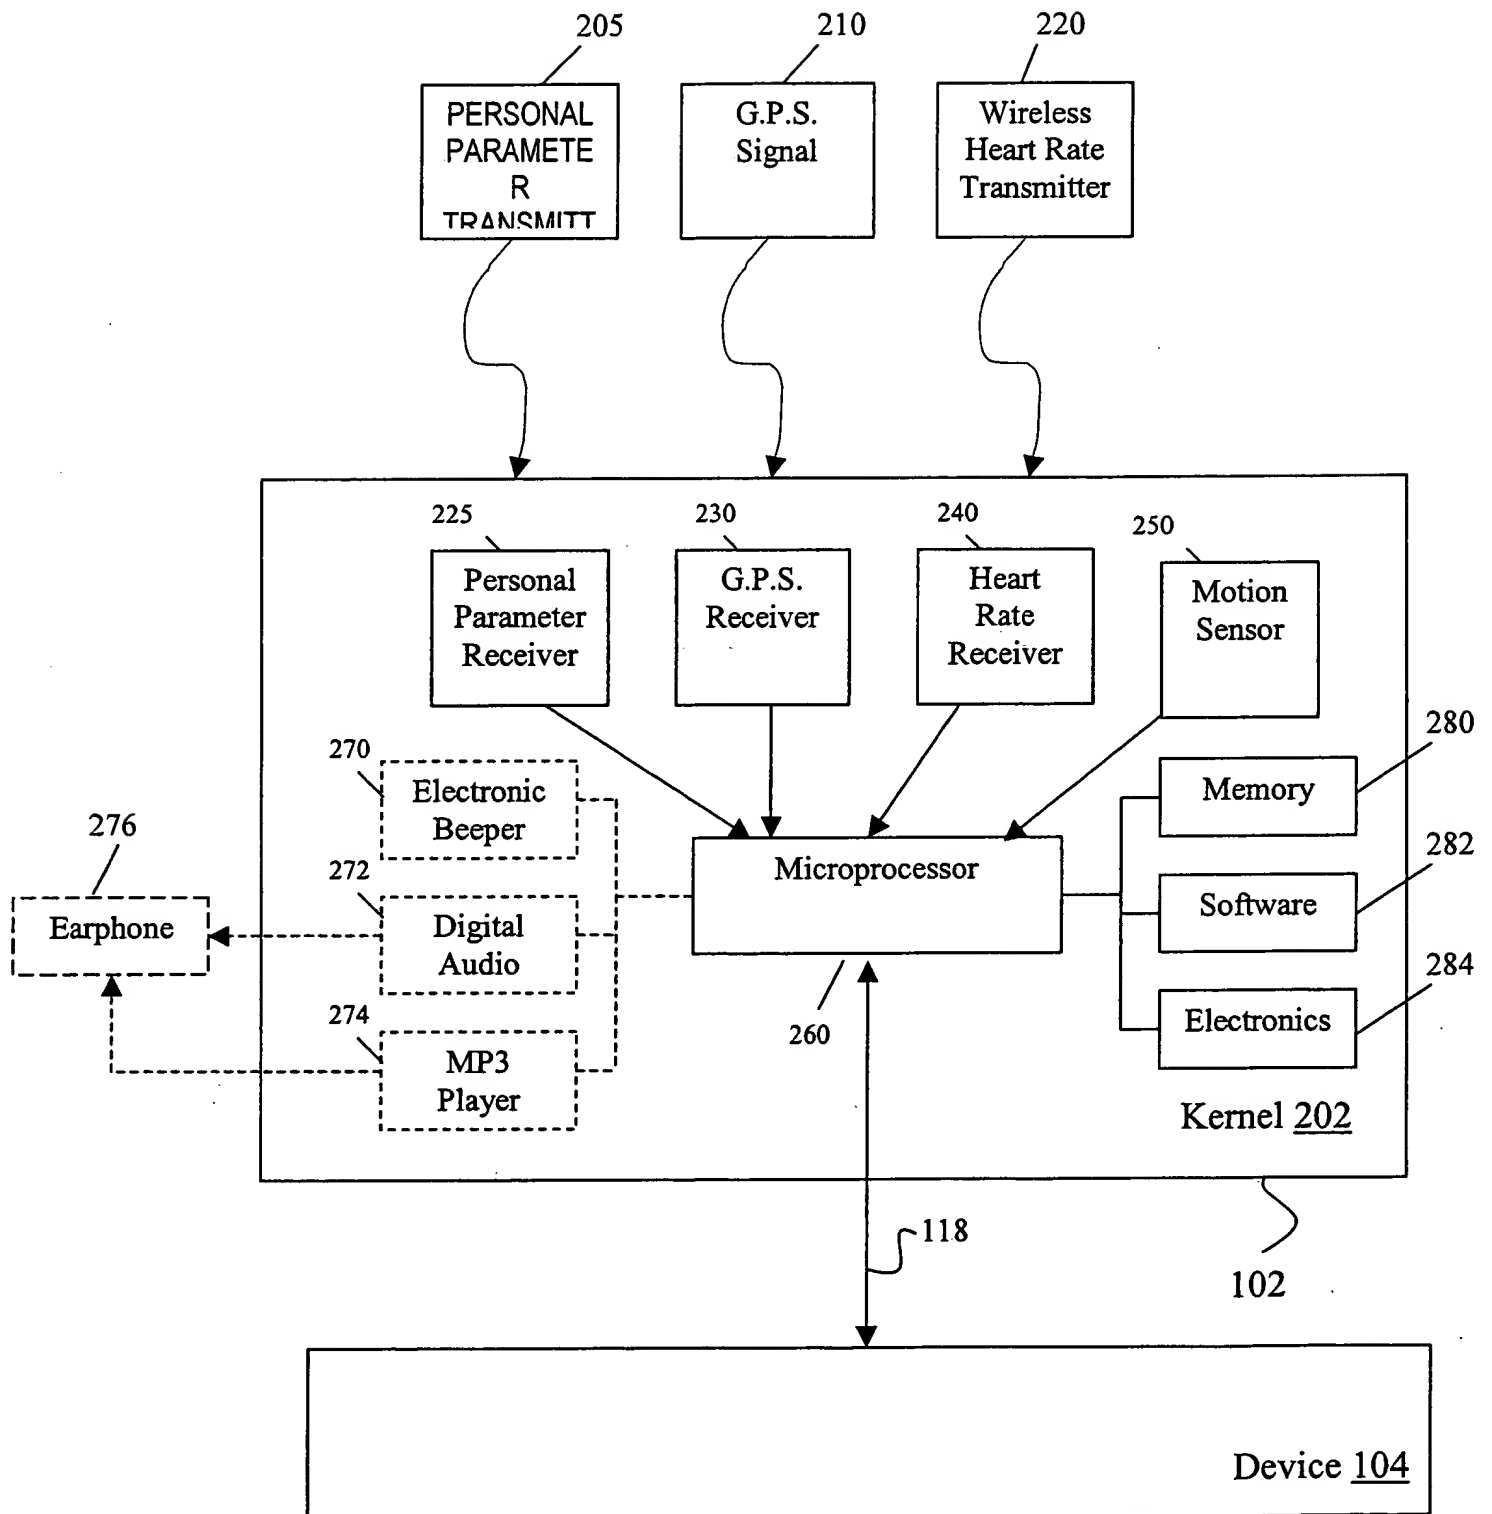 205
210
220
PERSONAL
PARAMETE
R
TRANSMITT
G.P.S.
Signal
Wireless
Heart Rate
Transmitter
225
230
240
250
Personal
Parameter
Receiver
G.P.S.
Receiver
Heart
Rate
Receiver
Motion
Sensor
270
Electronic
Beeper
276
Earphone
272
Digital
Audio
274
MP3
Player
Microprocessor
260
280
Memory
282
Software
284
Electronics
Kernel 202
118
102
Device 104